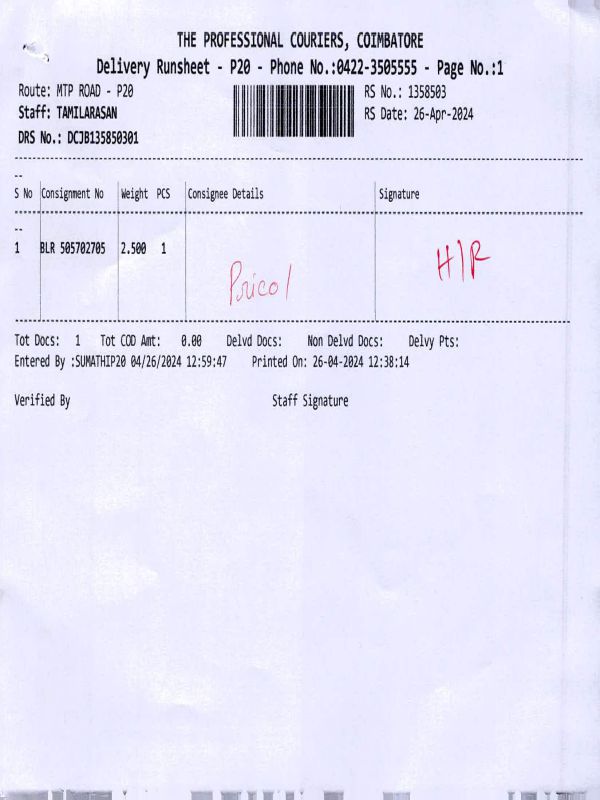 THE PROFESSIONAL COURIERS, COIMBATORE
Delivery Runsheet - P20 - Phone No.:0422-3505555 - Page No.:1
Route: MTP ROAD - P20 RS No.: 1358503
Staff: TAMILARASAN RS Date: 26-Apr-2024
DRS No.: DCJB135850301
--
S No Consignment No Weight PCS Consignee Details Signature
--
1 BLR 505702705 2.500 1
Pricol H/R
Tot Docs: 1 Tot COD Amt: 0.00 Delvd Docs: Non Delvd Docs: Delvy Pts:
Entered By :SUMATHIP20 04/26/2024 12:59:47 Printed On: 26-04-2024 12:38:14
Verified By Staff Signature